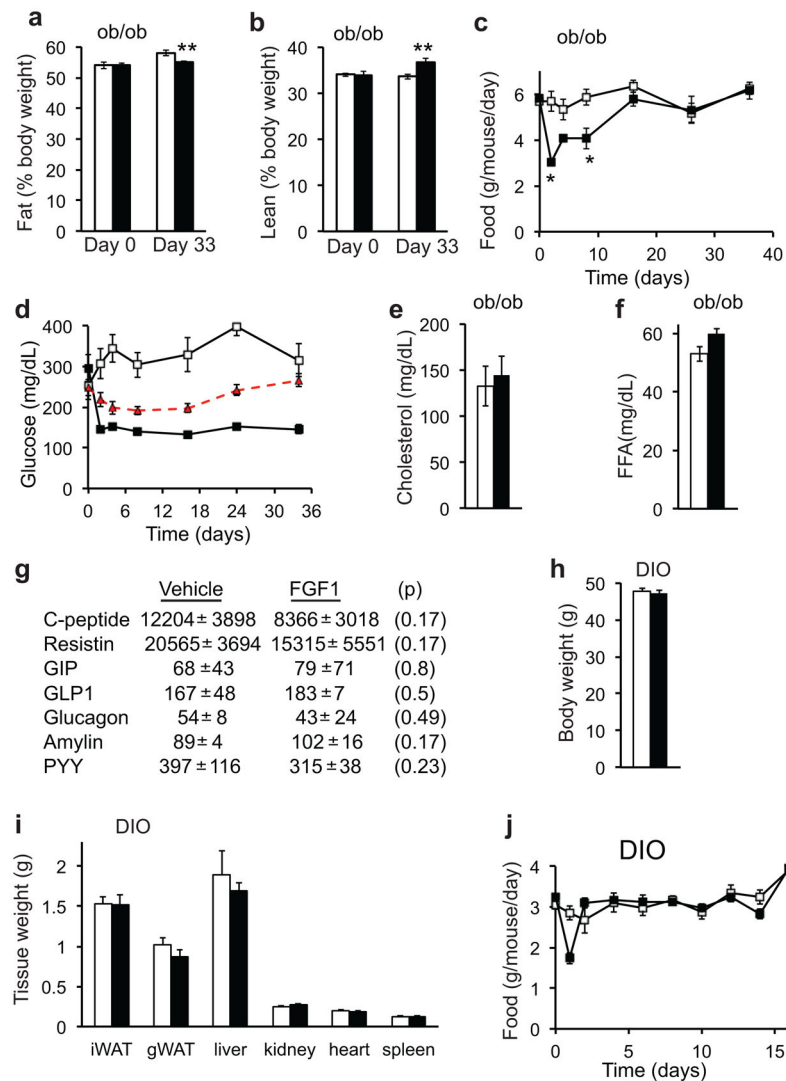 a
ob/ob
Fat (% body weight)
70
60
50
40
30
20
10
0
**
Day 0 Day 33
b
ob/ob
Lean (% body weight)
40
30
20
10
0
**
Day 0 Day 33
c
ob/ob
Food (g/mouse/day)
6
4
2
0
*
*
0 10 20 30 40
Time (days)
d
Glucose (mg/dL)
400
300
200
100
0
0 6 12 18 24 30 36
Time (days)
e
ob/ob
Cholesterol (mg/dL)
200
150
100
50
0
f
ob/ob
FFA(mg/dL)
60
40
20
0
g
Vehicle FGF1 (p)
C-peptide 12204 ± 3898 8366 ± 3018 (0.17)
Resistin 20565 ± 3694 15315 ± 5551 (0.17)
GIP 68 ± 43 79 ± 71 (0.8)
GLP1 167 ± 48 183 ± 7 (0.5)
Glucagon 54 ± 8 43 ± 24 (0.49)
Amylin 89 ± 4 102 ± 16 (0.17)
PYY 397 ± 116 315 ± 38 (0.23)
h
DIO
Body weight (g)
50
40
30
20
10
0
i
DIO
Tissue weight (g)
2
1.5
1
0.5
0
iWAT gWAT liver kidney heart spleen
j
DIO
Food (g/mouse/day)
4
3
2
1
0
0 5 10 15
Time (days)